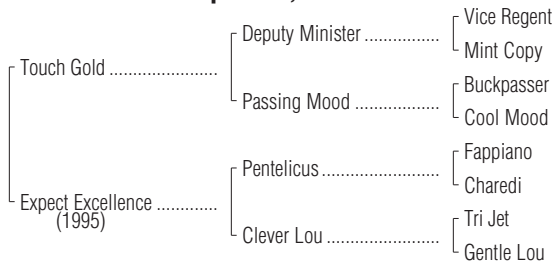 Touch Gold ........................
Deputy Minister ................
Vice Regent
Mint Copy
Passing Mood ..................
Buckpasser
Cool Mood
Expect Excellence .............
(1995)
Pentelicus .........................
Fappiano
Charedi
Clever Lou ........................
Tri Jet
Gentle Lou